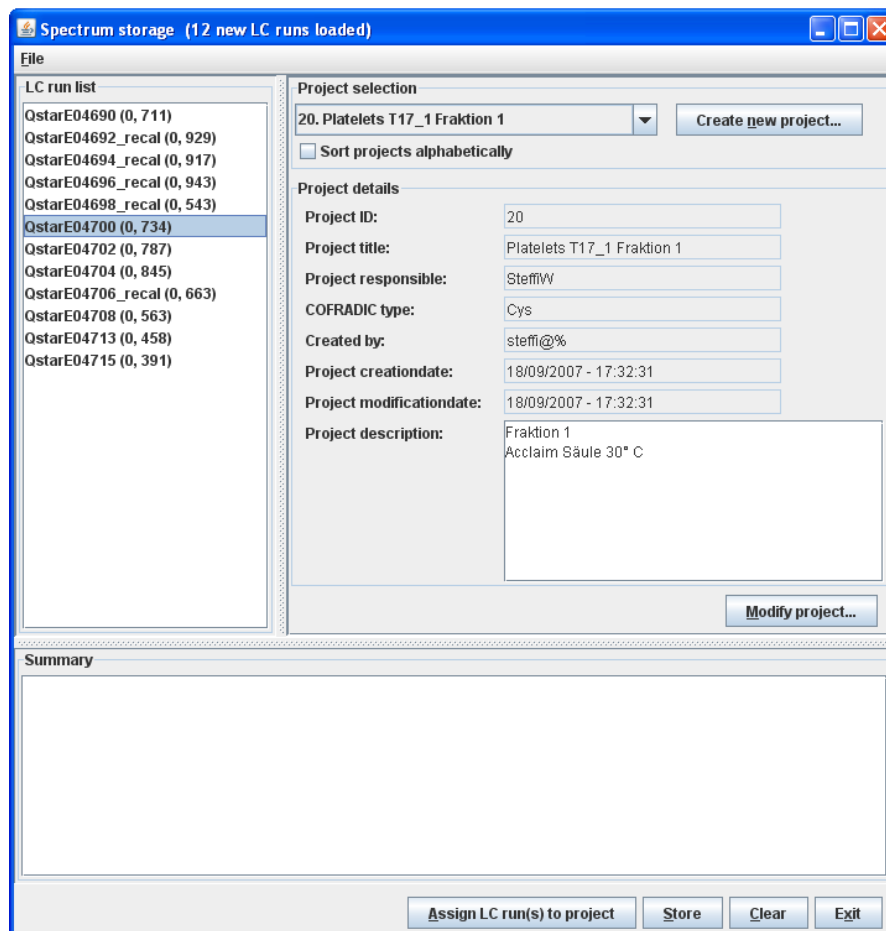 Spectrum storage (12 new LC runs loaded)
File
LC run list
QstarE04690 (0, 711)
QstarE04692_recal (0, 929)
QstarE04694_recal (0, 917)
QstarE04696_recal (0, 943)
QstarE04698_recal (0, 543)
QstarE04700 (0, 734)
QstarE04702 (0, 787)
QstarE04704 (0, 845)
QstarE04706_recal (0, 663)
QstarE04708 (0, 563)
QstarE04713 (0, 458)
QstarE04715 (0, 391)
Project selection
20. Platelets T17_1 Fraktion 1
Create new project...
Sort projects alphabetically
Project details
Project ID: 20
Project title: Platelets T17_1 Fraktion 1
Project responsible: SteffiW
COFRADIC type: Cys
Created by: steffi@%
Project creationdate: 18/09/2007 - 17:32:31
Project modificationdate: 18/09/2007 - 17:32:31
Project description: Fraktion 1
Acclaim Säule 30° C
Modify project...
Summary
Assign LC run(s) to project Store Clear Exit